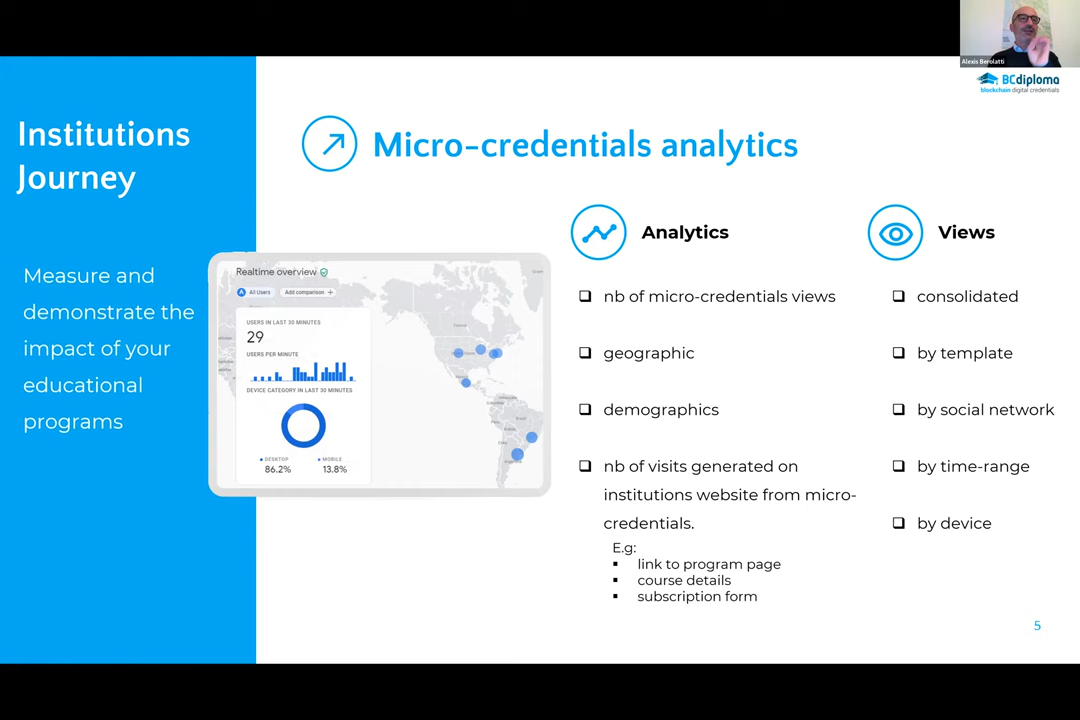 Alexis Berolatti
BCdiploma
blockchain digital credentials
Institutions
Journey
Measure and
demonstrate the
impact of your
educational
programs
Micro-credentials analytics
Realtime overview
A All Users
Add comparison +
USERS IN LAST 30 MINUTES
29
USERS PER MINUTE
DEVICE CATEGORY IN LAST 30 MINUTES
DESKTOP
86.2%
MOBILE
13.8%
Analytics
nb of micro-credentials views
geographic
demographics
nb of visits generated on
institutions website from micro-
credentials.
E.g:
link to program page
course details
subscription form
Views
consolidated
by template
by social network
by time-range
by device
5